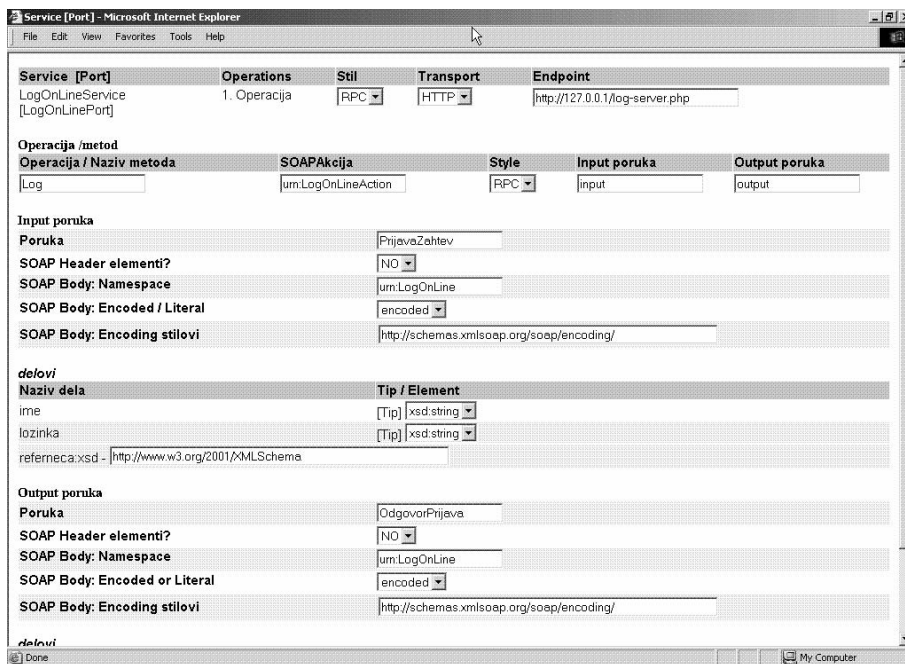 Service [Port] - Microsoft Internet Explorer
File Edit View Favorites Tools Help
Service [Port] Operations Stil Transport Endpoint
LogOnLineService 1. Operacija RPC HTTP http://127.0.0.1/log-server.php
[LogOnLinePort]
Operacija /metod
Operacija / Naziv metoda SOAPAkcija Style Input poruka Output poruka
Log urn:LogOnLineAction RPC input output
Input poruka
Poruka PrijavaZahtev
SOAP Header elementi? NO
SOAP Body: Namespace urn:LogOnLine
SOAP Body: Encoded / Literal encoded
SOAP Body: Encoding stilovi http://schemas.xmlsoap.org/soap/encoding/
delovi
Naziv dela Tip / Element
ime [Tip] xsd:string
lozinka [Tip] xsd:string
referneca:xsd - http://www.w3.org/2001/XMLSchema
Output poruka
Poruka OdgovorPrijava
SOAP Header elementi? NO
SOAP Body: Namespace urn:LogOnLine
SOAP Body: Encoded or Literal encoded
SOAP Body: Encoding stilovi http://schemas.xmlsoap.org/soap/encoding/
delovi
Done My Computer